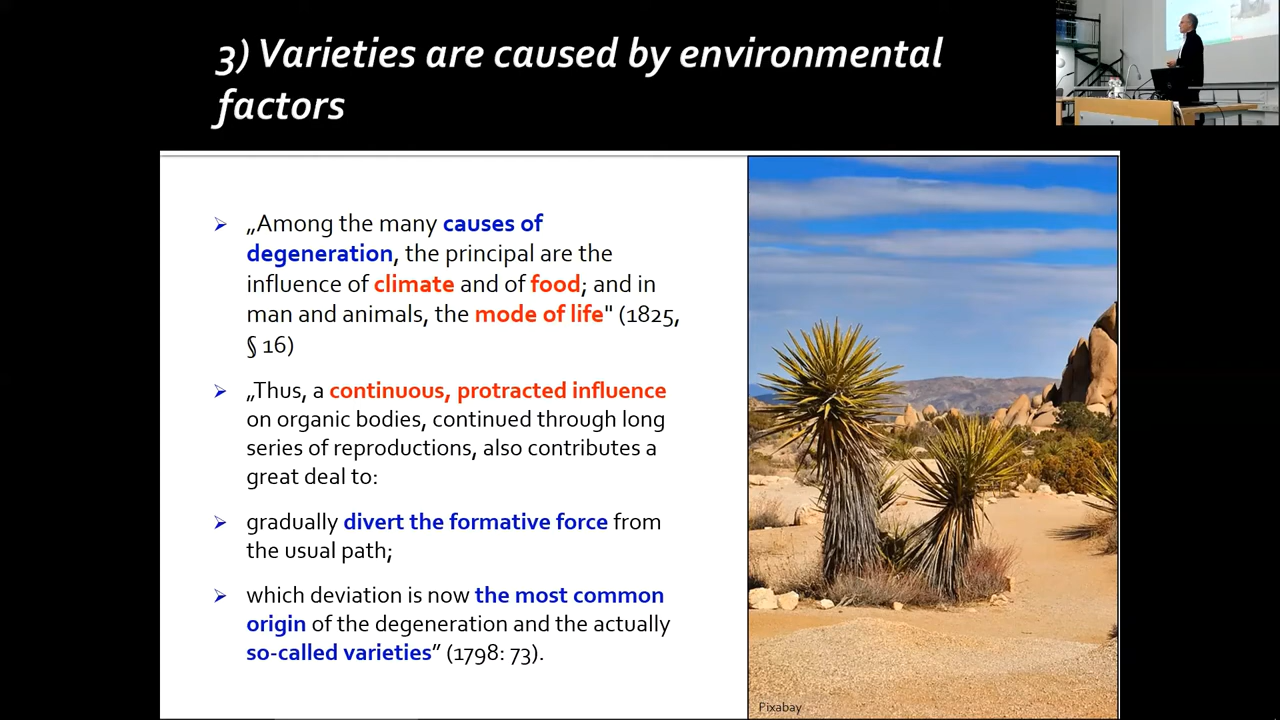 3) Varieties are caused by environmental
factors
➢ „Among the many causes of
degeneration, the principal are the
influence of climate and of food; and in
man and animals, the mode of life" (1825,
§ 16)
➢ „Thus, a continuous, protracted influence
on organic bodies, continued through long
series of reproductions, also contributes a
great deal to:
➢ gradually divert the formative force from
the usual path;
➢ which deviation is now the most common
origin of the degeneration and the actually
so-called varieties” (1798: 73).
Pixabay